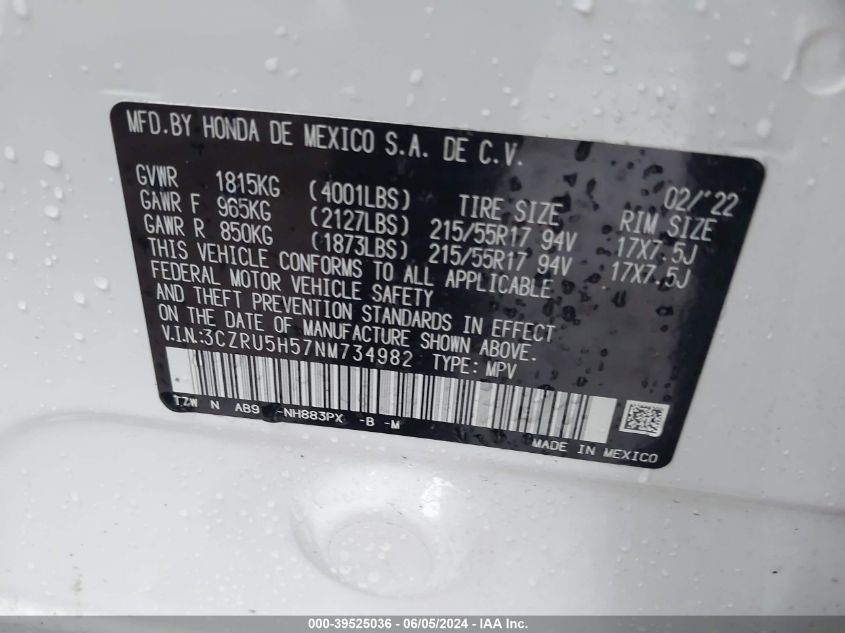 MFD.BY HONDA DE MEXICO S.A. DE C.V.
02/'22
GVWR 1815KG (4001LBS) TIRE SIZE RIM SIZE
GAWR F 965KG (2127LBS) 215/55R17 94V 17X7.5J
GAWR R 850KG (1873LBS) 215/55R17 94V 17X7.5J
THIS VEHICLE CONFORMS TO ALL APPLICABLE
FEDERAL MOTOR VEHICLE SAFETY
AND THEFT PREVENTION STANDARDS IN EFFECT
ON THE DATE OF MANUFACTURE SHOWN ABOVE.
V.I.N.:3CZRU5H57NM734982 TYPE: MPV
TZW N AB9 -NH883PX -B -M
MADE IN MEXICO
000-39525036 - 06/05/2024 - IAA Inc.